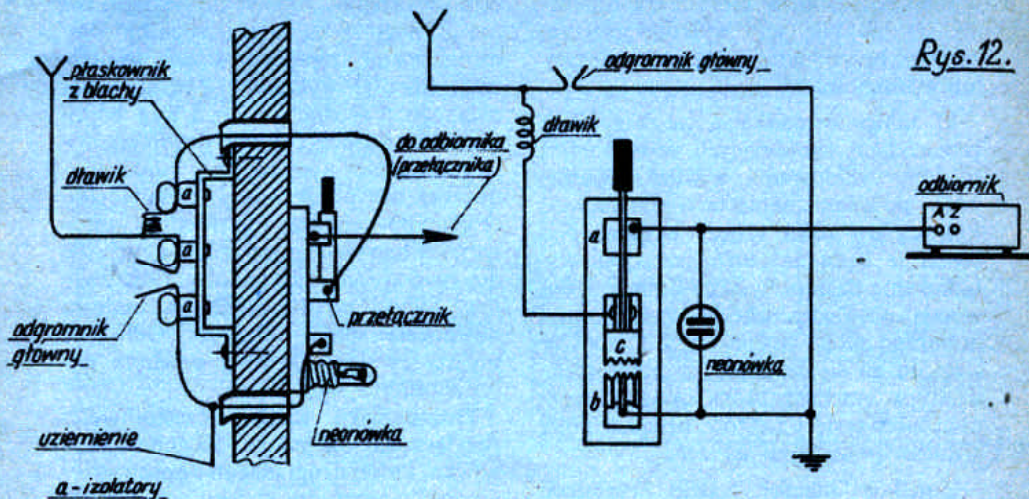 Rys. 12.
płaskownik
z blachy
dławik
a
a
a
odgromnik
główny
uziemienie
a - izolatory
do odbiornika
(przełącznika)
przełącznik
neonówka
odgromnik główny
dławik
a
c
b
neonówka
odbiornik
A Z